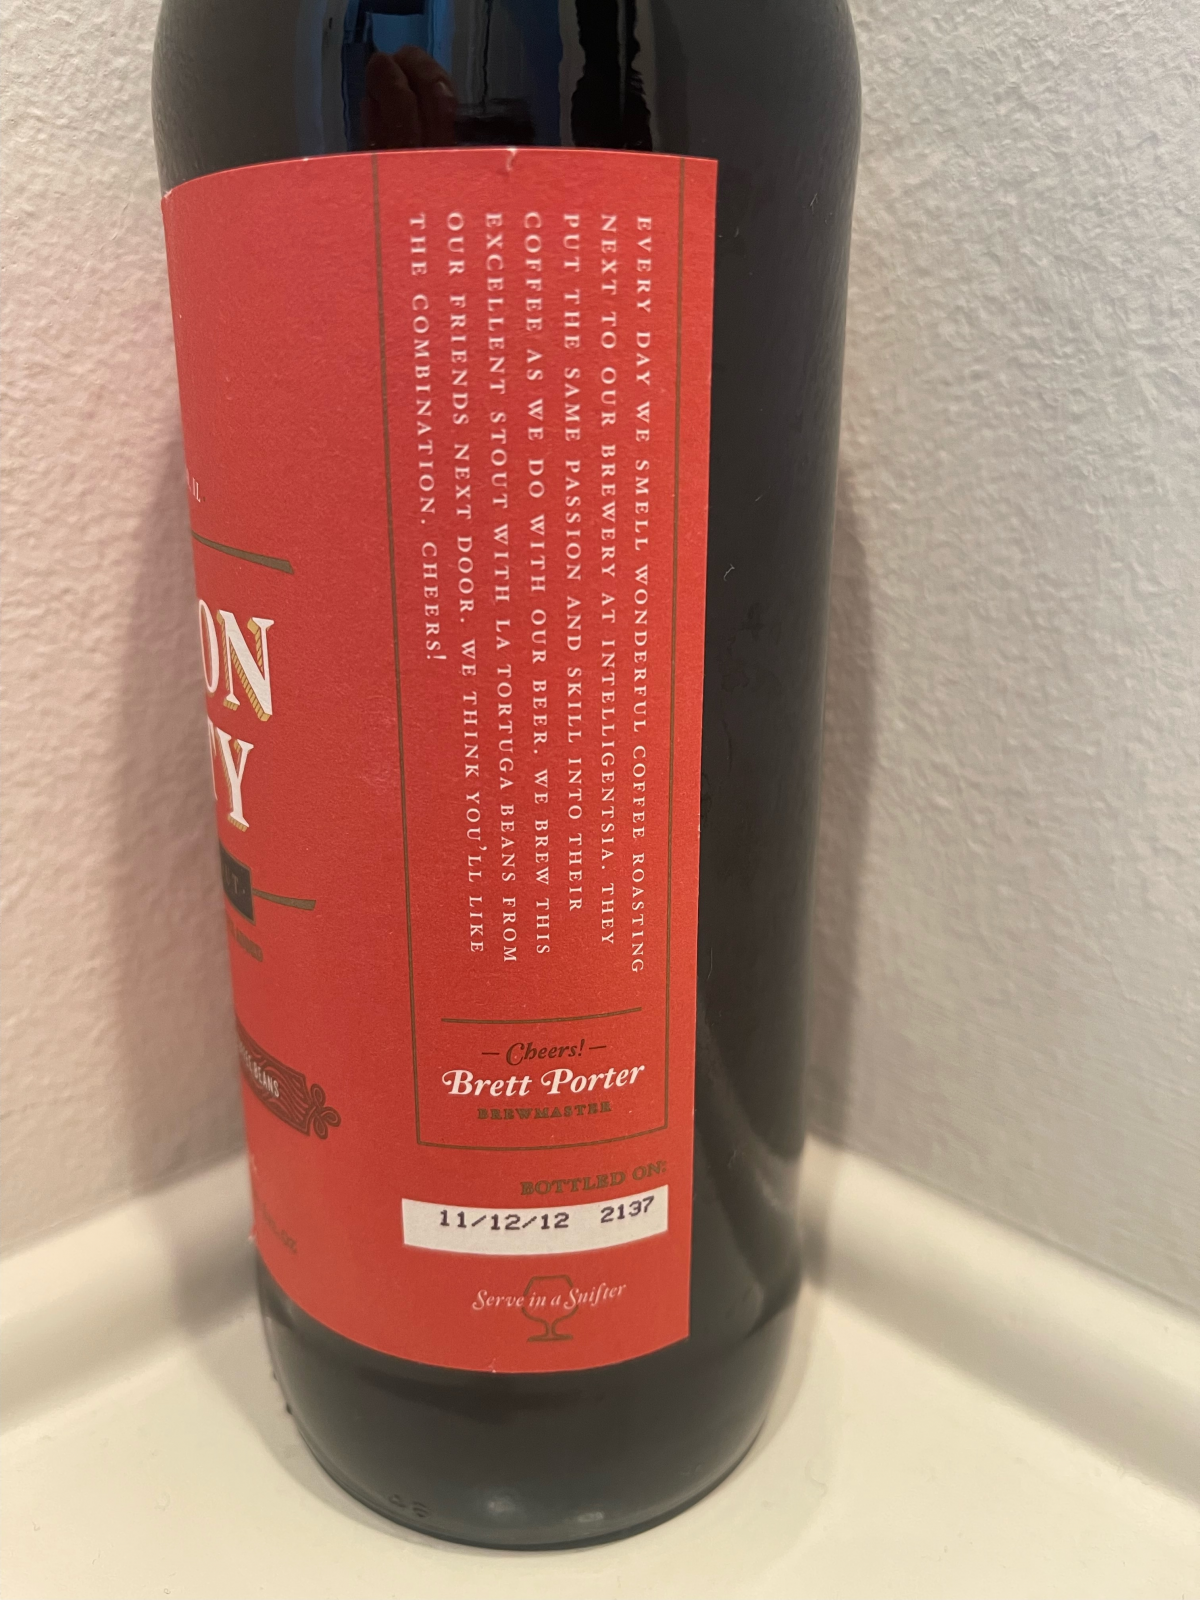 EVERY DAY WE SMELL WONDERFUL COFFEE ROASTING
NEXT TO OUR BREWERY AT INTELLIGENTSIA. THEY
PUT THE SAME PASSION AND SKILL INTO THEIR
COFFEE AS WE DO WITH OUR BEER. WE BREW THIS
EXCELLENT STOUT WITH LA TORTUGA BEANS FROM
OUR FRIENDS NEXT DOOR. WE THINK YOU'LL LIKE
THE COMBINATION. CHEERS!
IL
ON
TY
BEANS
—Cheers!—
Brett Porter
BREWMASTER
BOTTLED ON:
11/12/12 2137
Serve in a Snifter